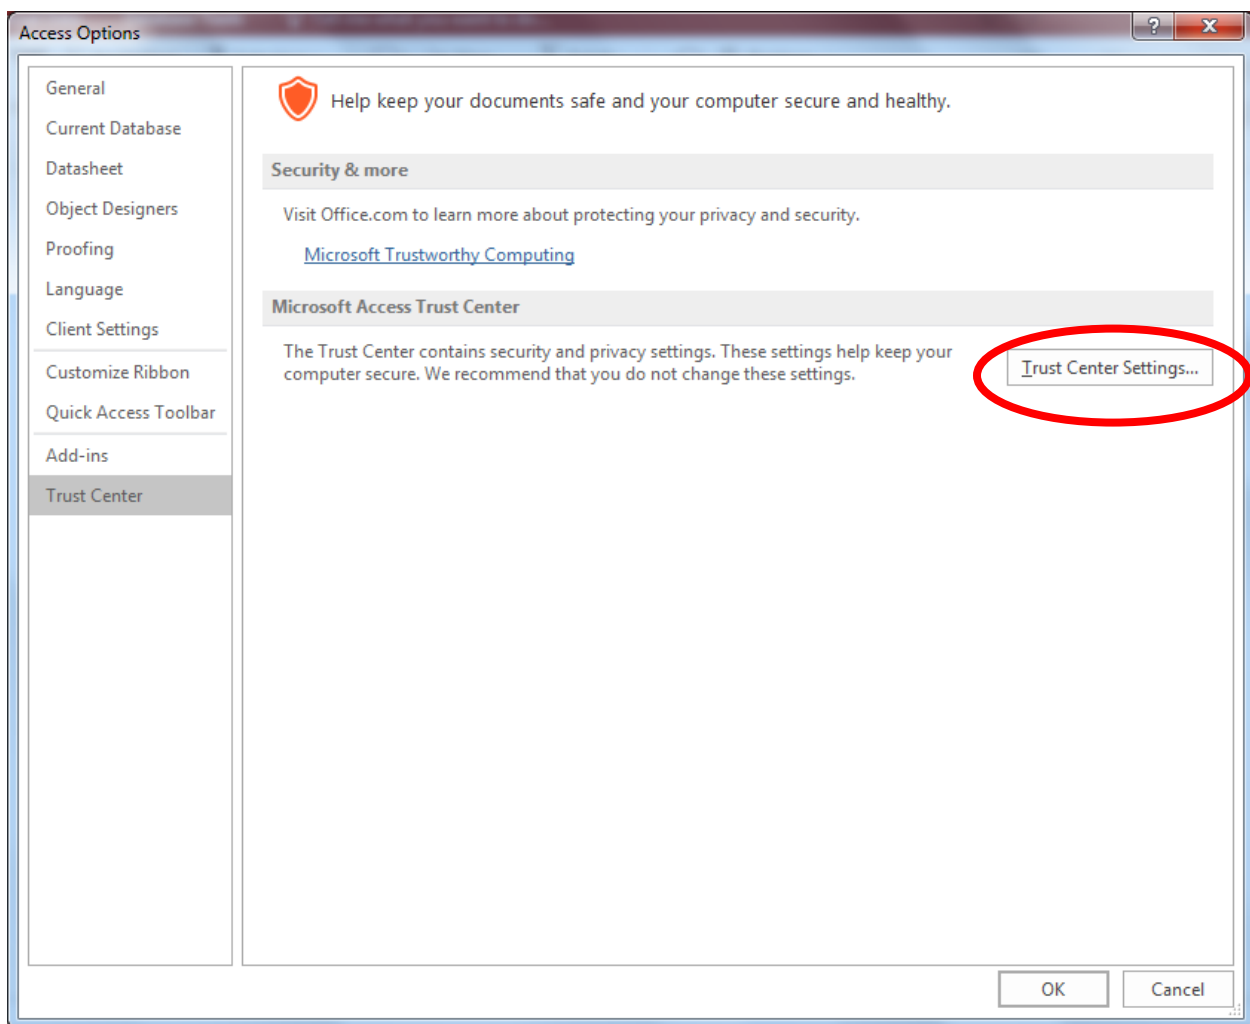 Access Options
General
Current Database
Datasheet
Object Designers
Proofing
Language
Client Settings
Customize Ribbon
Quick Access Toolbar
Add-ins
Trust Center
Help keep your documents safe and your computer secure and healthy.
Security & more
Visit Office.com to learn more about protecting your privacy and security.
Microsoft Trustworthy Computing
Microsoft Access Trust Center
The Trust Center contains security and privacy settings. These settings help keep your
computer secure. We recommend that you do not change these settings.
Trust Center Settings...
OK
Cancel